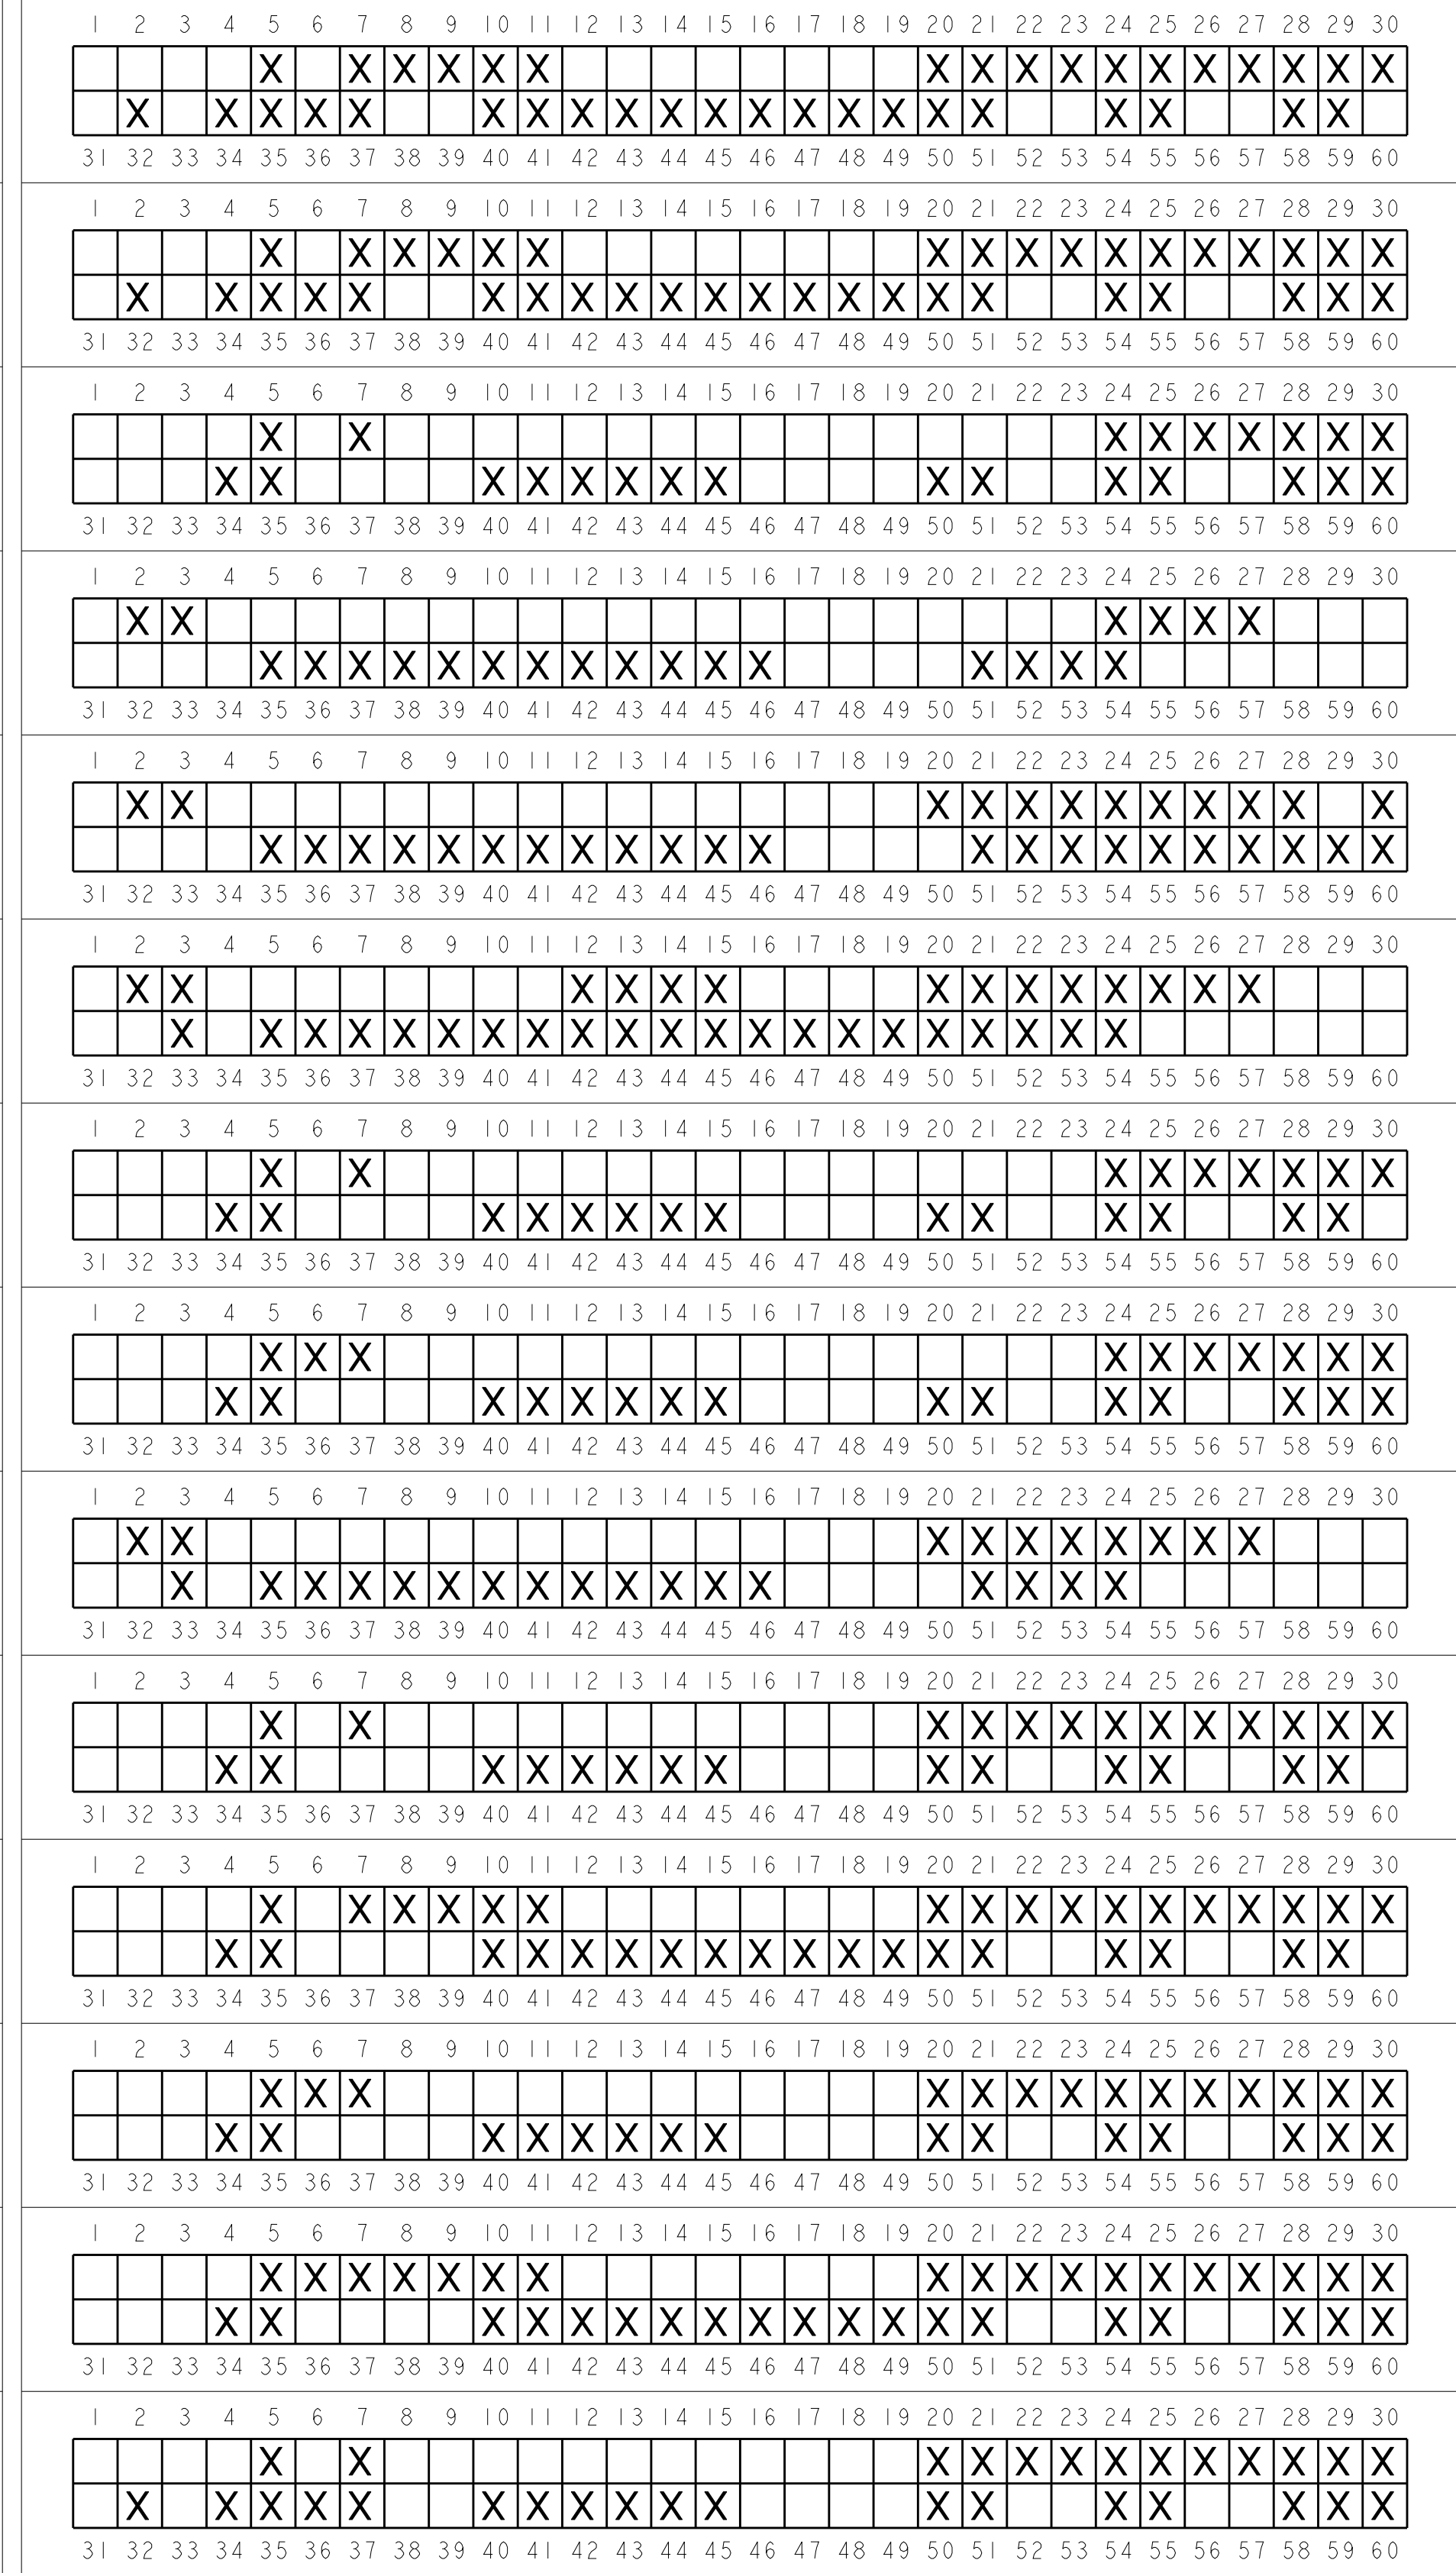 1 2 3 4 5 6 7 8 9 10 11 12 13 14 15 16 17 18 19 20 21 22 23 24 25 26 27 28 29 30
X X X X X X X X X X X X X X X X X
X X X X X X X X X X X X X X X X X X X X X
31 32 33 34 35 36 37 38 39 40 41 42 43 44 45 46 47 48 49 50 51 52 53 54 55 56 57 58 59 60
1 2 3 4 5 6 7 8 9 10 11 12 13 14 15 16 17 18 19 20 21 22 23 24 25 26 27 28 29 30
X X X X X X X X X X X X X X X X X
X X X X X X X X X X X X X X X X X X X X X X
31 32 33 34 35 36 37 38 39 40 41 42 43 44 45 46 47 48 49 50 51 52 53 54 55 56 57 58 59 60
1 2 3 4 5 6 7 8 9 10 11 12 13 14 15 16 17 18 19 20 21 22 23 24 25 26 27 28 29 30
X X X X X X X X X
X X X X X X X X X X X X X X X
31 32 33 34 35 36 37 38 39 40 41 42 43 44 45 46 47 48 49 50 51 52 53 54 55 56 57 58 59 60
1 2 3 4 5 6 7 8 9 10 11 12 13 14 15 16 17 18 19 20 21 22 23 24 25 26 27 28 29 30
X X X X X X
X X X X X X X X X X X X X X X X
31 32 33 34 35 36 37 38 39 40 41 42 43 44 45 46 47 48 49 50 51 52 53 54 55 56 57 58 59 60
1 2 3 4 5 6 7 8 9 10 11 12 13 14 15 16 17 18 19 20 21 22 23 24 25 26 27 28 29 30
X X X X X X X X X X X X
X X X X X X X X X X X X X X X X X X X X X X
31 32 33 34 35 36 37 38 39 40 41 42 43 44 45 46 47 48 49 50 51 52 53 54 55 56 57 58 59 60
1 2 3 4 5 6 7 8 9 10 11 12 13 14 15 16 17 18 19 20 21 22 23 24 25 26 27 28 29 30
X X X X X X X X X X X X X X
X X X X X X X X X X X X X X X X X X X X X
31 32 33 34 35 36 37 38 39 40 41 42 43 44 45 46 47 48 49 50 51 52 53 54 55 56 57 58 59 60
1 2 3 4 5 6 7 8 9 10 11 12 13 14 15 16 17 18 19 20 21 22 23 24 25 26 27 28 29 30
X X X X X X X X X
X X X X X X X X X X X X X X
31 32 33 34 35 36 37 38 39 40 41 42 43 44 45 46 47 48 49 50 51 52 53 54 55 56 57 58 59 60
1 2 3 4 5 6 7 8 9 10 11 12 13 14 15 16 17 18 19 20 21 22 23 24 25 26 27 28 29 30
X X X X X X X X X X
X X X X X X X X X X X X X X X
31 32 33 34 35 36 37 38 39 40 41 42 43 44 45 46 47 48 49 50 51 52 53 54 55 56 57 58 59 60
1 2 3 4 5 6 7 8 9 10 11 12 13 14 15 16 17 18 19 20 21 22 23 24 25 26 27 28 29 30
X X X X X X X X X X
X X X X X X X X X X X X X X X X X
31 32 33 34 35 36 37 38 39 40 41 42 43 44 45 46 47 48 49 50 51 52 53 54 55 56 57 58 59 60
1 2 3 4 5 6 7 8 9 10 11 12 13 14 15 16 17 18 19 20 21 22 23 24 25 26 27 28 29 30
X X X X X X X X X X X X X
X X X X X X X X X X X X X X
31 32 33 34 35 36 37 38 39 40 41 42 43 44 45 46 47 48 49 50 51 52 53 54 55 56 57 58 59 60
1 2 3 4 5 6 7 8 9 10 11 12 13 14 15 16 17 18 19 20 21 22 23 24 25 26 27 28 29 30
X X X X X X X X X X X X X X X X X
X X X X X X X X X X X X X X X X X X
31 32 33 34 35 36 37 38 39 40 41 42 43 44 45 46 47 48 49 50 51 52 53 54 55 56 57 58 59 60
1 2 3 4 5 6 7 8 9 10 11 12 13 14 15 16 17 18 19 20 21 22 23 24 25 26 27 28 29 30
X X X X X X X X X X X X X X
X X X X X X X X X X X X X X X
31 32 33 34 35 36 37 38 39 40 41 42 43 44 45 46 47 48 49 50 51 52 53 54 55 56 57 58 59 60
1 2 3 4 5 6 7 8 9 10 11 12 13 14 15 16 17 18 19 20 21 22 23 24 25 26 27 28 29 30
X X X X X X X X X X X X X X X X X X
X X X X X X X X X X X X X X X X X X X
31 32 33 34 35 36 37 38 39 40 41 42 43 44 45 46 47 48 49 50 51 52 53 54 55 56 57 58 59 60
1 2 3 4 5 6 7 8 9 10 11 12 13 14 15 16 17 18 19 20 21 22 23 24 25 26 27 28 29 30
X X X X X X X X X X X X X
X X X X X X X X X X X X X X X X X X
31 32 33 34 35 36 37 38 39 40 41 42 43 44 45 46 47 48 49 50 51 52 53 54 55 56 57 58 59 60